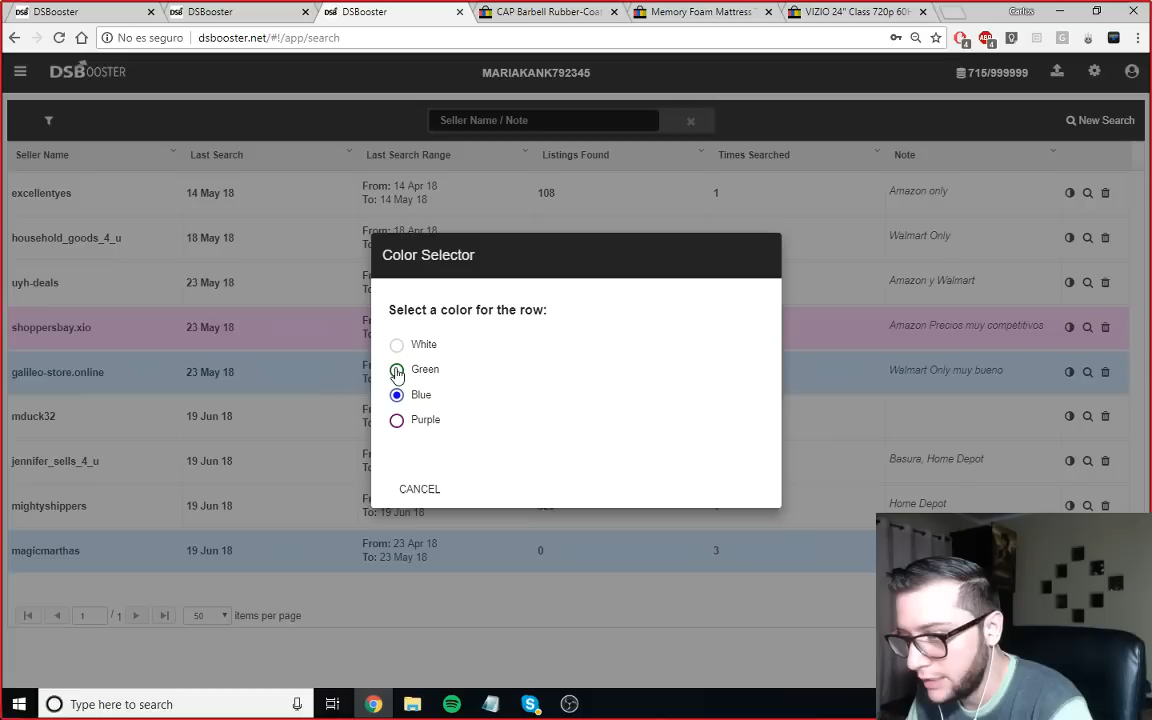 DSBooster
DSBooster
DSBooster
CAP Barbell Rubber-Coat
Memory Foam Mattress
VIZIO 24" Class 720p 60H
Carlos
No es seguro dsbooster.net/#!/app/search
DSBOOSTER
MARIAKANK792345
715/999999
Seller Name / Note
New Search
Seller Name Last Search Last Search Range Listings Found Times Searched Note
excellentyes 14 May 18 From: 14 Apr 18 To: 14 May 18 108 1 Amazon only
household_goods_4_u 18 May 18 From: 18 Apr 18 Walmart Only
uyh-deals 23 May 18 Amazon y Walmart
shoppersbay.xio 23 May 18 Amazon Precios muy competitivos
galileo-store.online 23 May 18 Walmart Only muy bueno
mduck32 19 Jun 18
jennifer_sells_4_u 19 Jun 18 Basura, Home Depot
mightyshippers 19 Jun 18 To: 19 Jun 18 Home Depot
magicmarthas 19 Jun 18 From: 23 Apr 18 To: 23 May 18 0 3
Color Selector
Select a color for the row:
White
Green
Blue
Purple
CANCEL
1 / 1 50 items per page
Type here to search